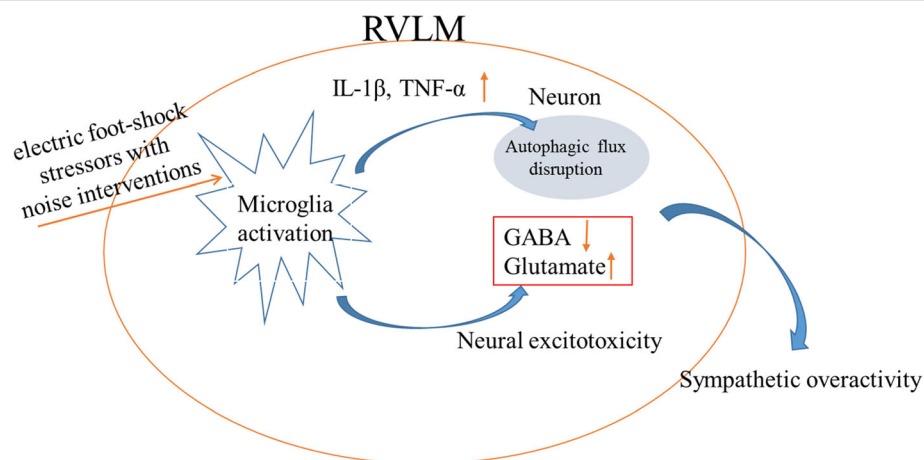 RVLM
IL-1β, TNF-α
Neuron
electric foot-shock
stressors with
noise interventions
Autophagic flux
disruption
Microglia
activation
GABA
Glutamate
Neural excitotoxicity
Sympathetic overactivity